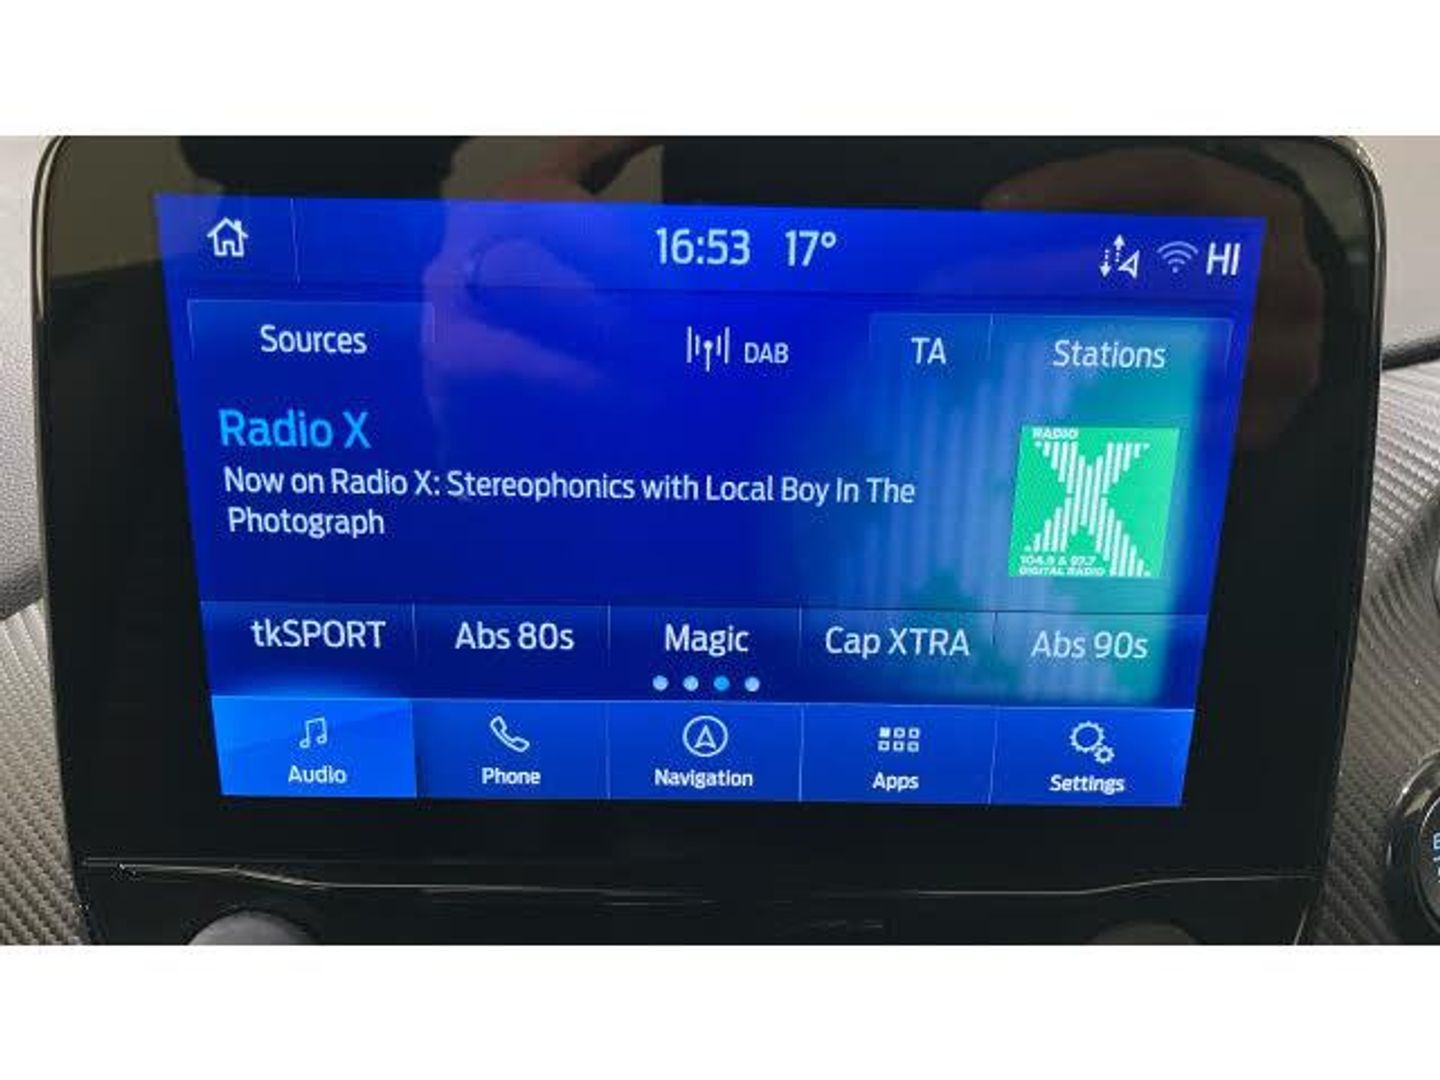 16:53 17° HI
Sources DAB TA Stations
Radio X
Now on Radio X: Stereophonics with Local Boy In The
Photograph
RADIO
X
104.9 & 97.7
DIGITAL RADIO
tkSPORT Abs 80s Magic Cap XTRA Abs 90s
Audio Phone Navigation Apps Settings